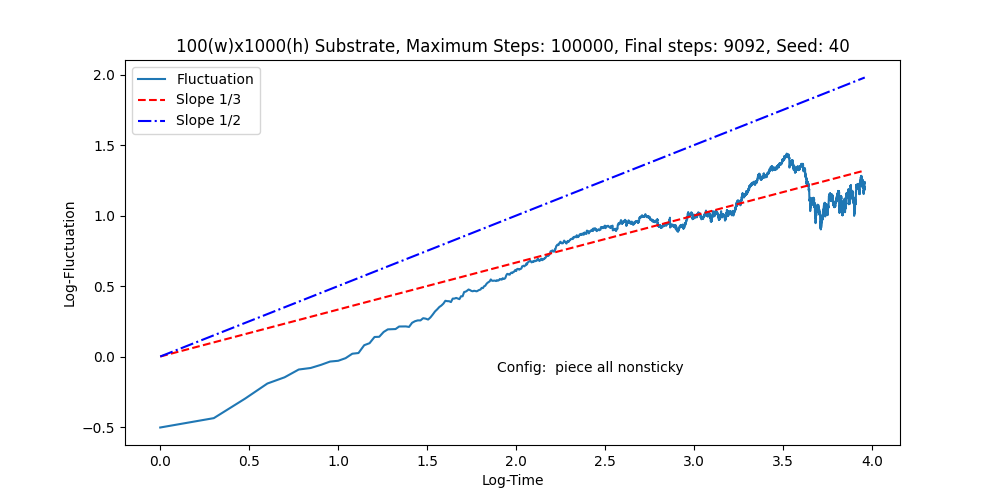 100(w)x1000(h) Substrate, Maximum Steps: 100000, Final steps: 9092, Seed: 40
Fluctuation
Slope 1/3
Slope 1/2
2.0
1.5
1.0
0.5
0.0
−0.5
Log-Fluctuation
Config:  piece all nonsticky
0.0 0.5 1.0 1.5 2.0 2.5 3.0 3.5 4.0
Log-Time